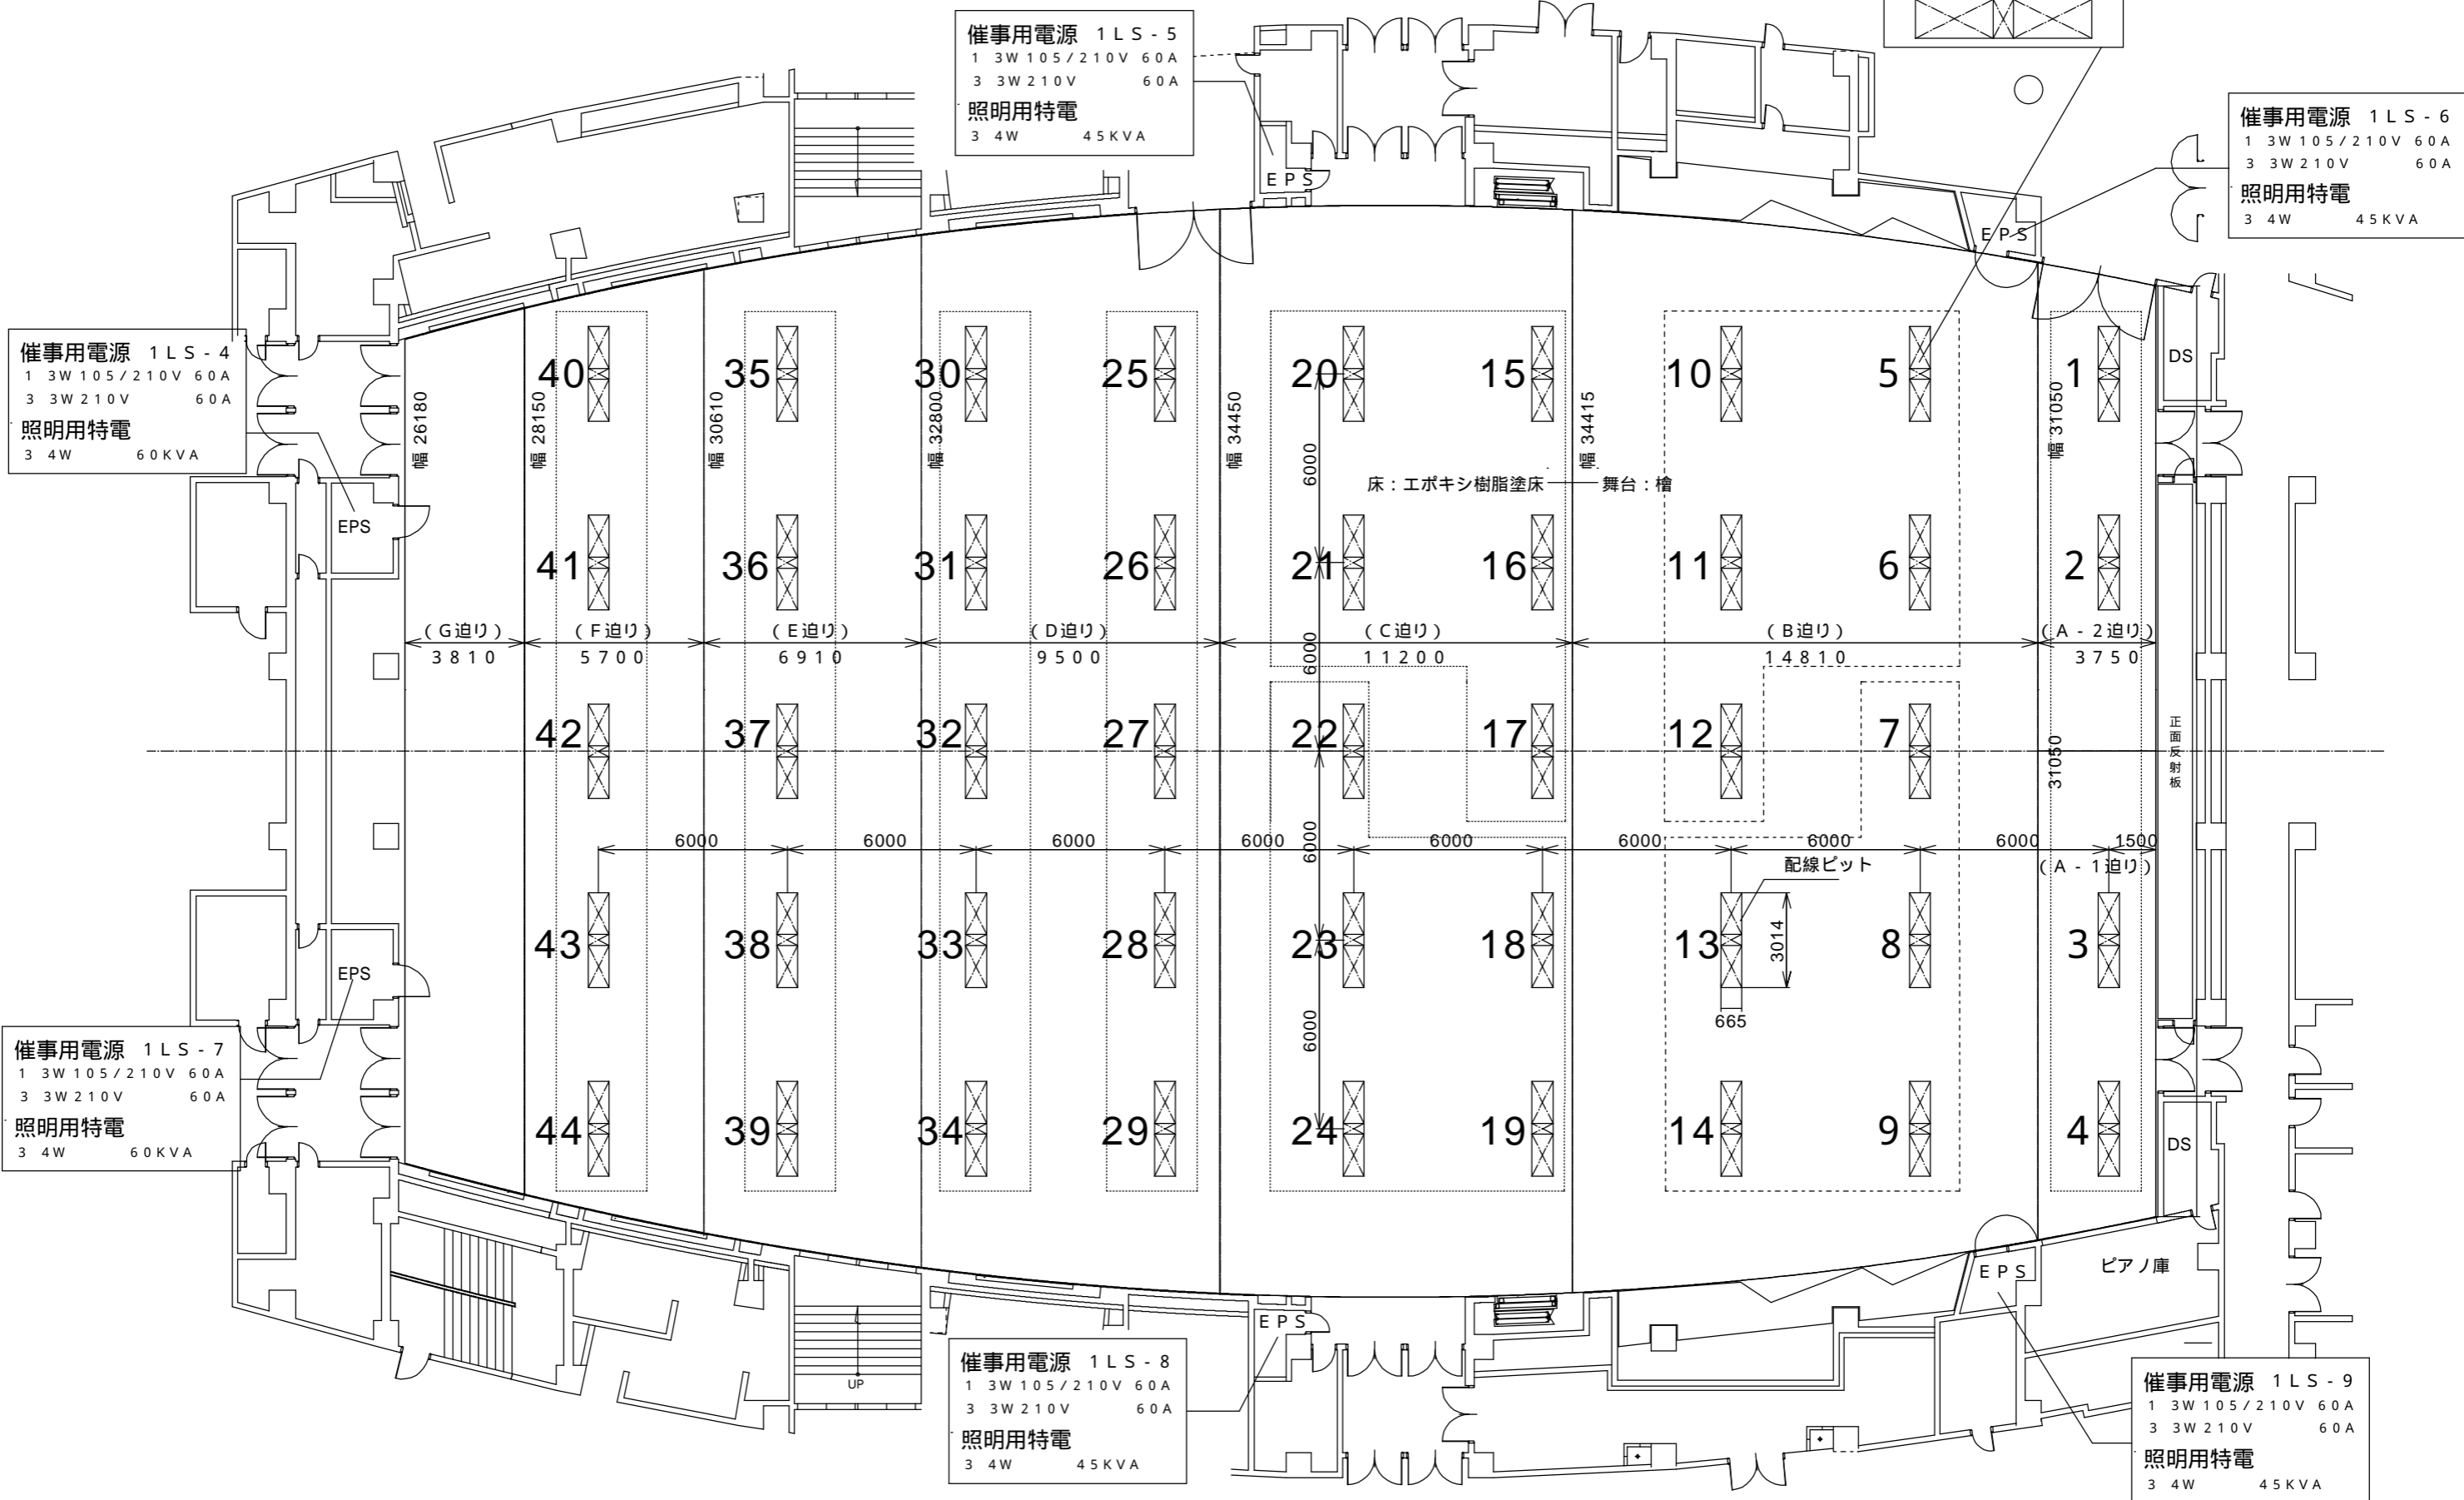 催事用電源 1LS-5
1 3W105/210V 60A
3 3W210V 60A
照明用特電
3 4W 45KVA
催事用電源 1LS-6
1 3W105/210V 60A
3 3W210V 60A
照明用特電
3 4W 45KVA
EPS
EPS
催事用電源 1LS-4
1 3W105/210V 60A
3 3W210V 60A
照明用特電
3 4W 60KVA
DS
40 35 30 25 20 15 10 5 1
幅 26180
幅 28150
幅 30610
幅 32800
幅 34450
幅 34415
幅 31050
6000
床：エポキシ樹脂塗床
舞台：檜
EPS
41 36 31 26 21 16 11 6 2
(G迫り) (F迫り) (E迫り) (D迫り) (C迫り) (B迫り) (A-2迫り)
3810 5700 6910 9500 11200 14810 3750
6000
42 37 32 27 22 17 12 7
正面反射板
31050
6000 6000 6000 6000 6000 6000 6000 6000 1500
6000
配線ピット
(A-1迫り)
43 38 33 28 23 18 13 8 3
3014
EPS
665
6000
催事用電源 1LS-7
1 3W105/210V 60A
3 3W210V 60A
照明用特電
3 4W 60KVA
44 39 34 29 24 19 14 9 4
DS
ピアノ庫
EPS
EPS
UP
催事用電源 1LS-8
1 3W105/210V 60A
3 3W210V 60A
照明用特電
3 4W 45KVA
催事用電源 1LS-9
1 3W105/210V 60A
3 3W210V 60A
照明用特電
3 4W 45KVA